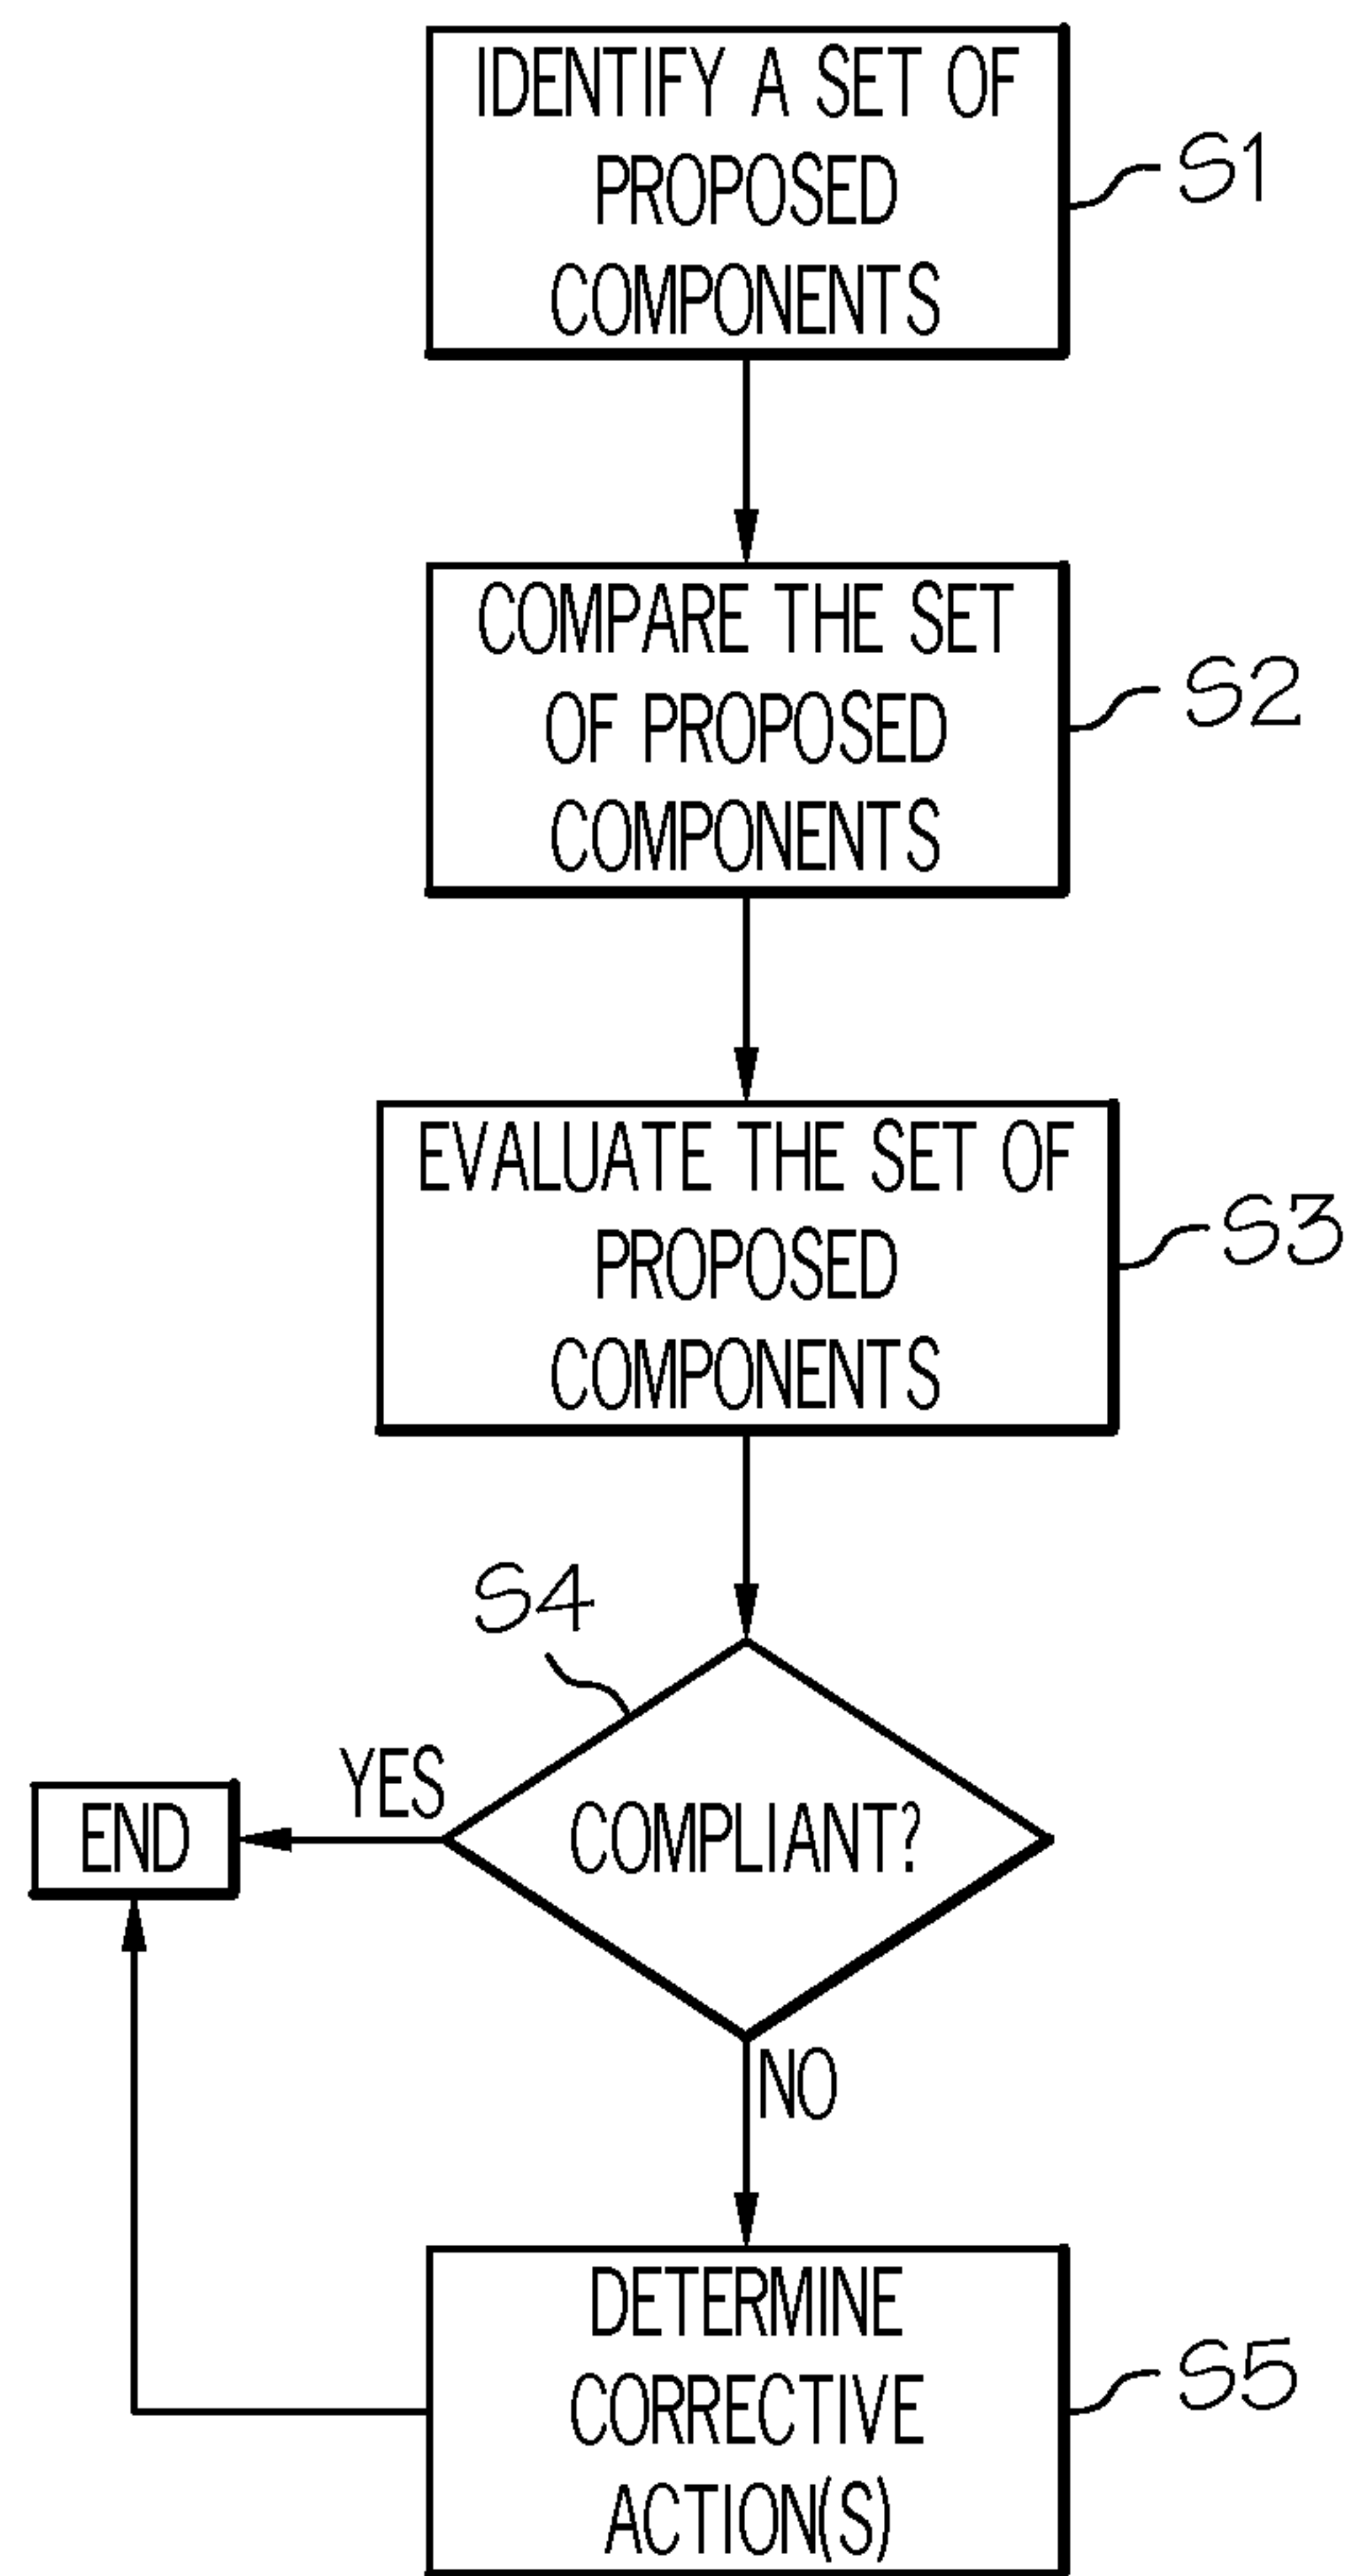 IDENTIFY A SET OF
PROPOSED
COMPONENTS
S1
COMPARE THE SET
OF PROPOSED
COMPONENTS
S2
EVALUATE THE SET OF
PROPOSED
COMPONENTS
S3
S4
YES
END
COMPLIANT?
NO
DETERMINE
CORRECTIVE
ACTION(S)
S5